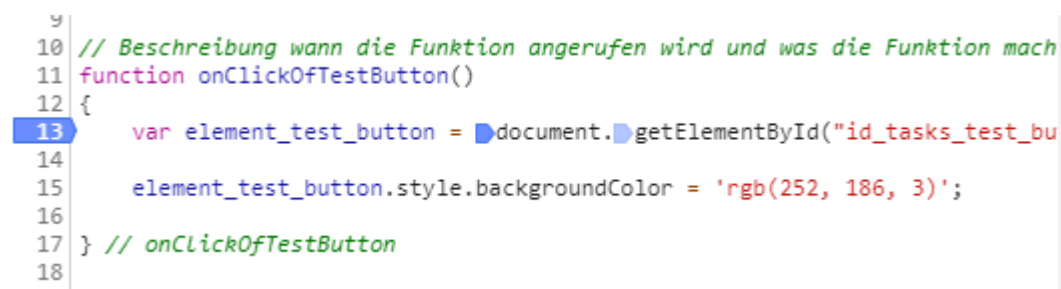 9
10 // Beschreibung wann die Funktion angerufen wird und was die Funktion mach
11 function onClickOfTestButton()
12 {
13 var element_test_button = document.getElementById("id_tasks_test_bu
14
15 element_test_button.style.backgroundColor = 'rgb(252, 186, 3)';
16
17 } // onClickOfTestButton
18